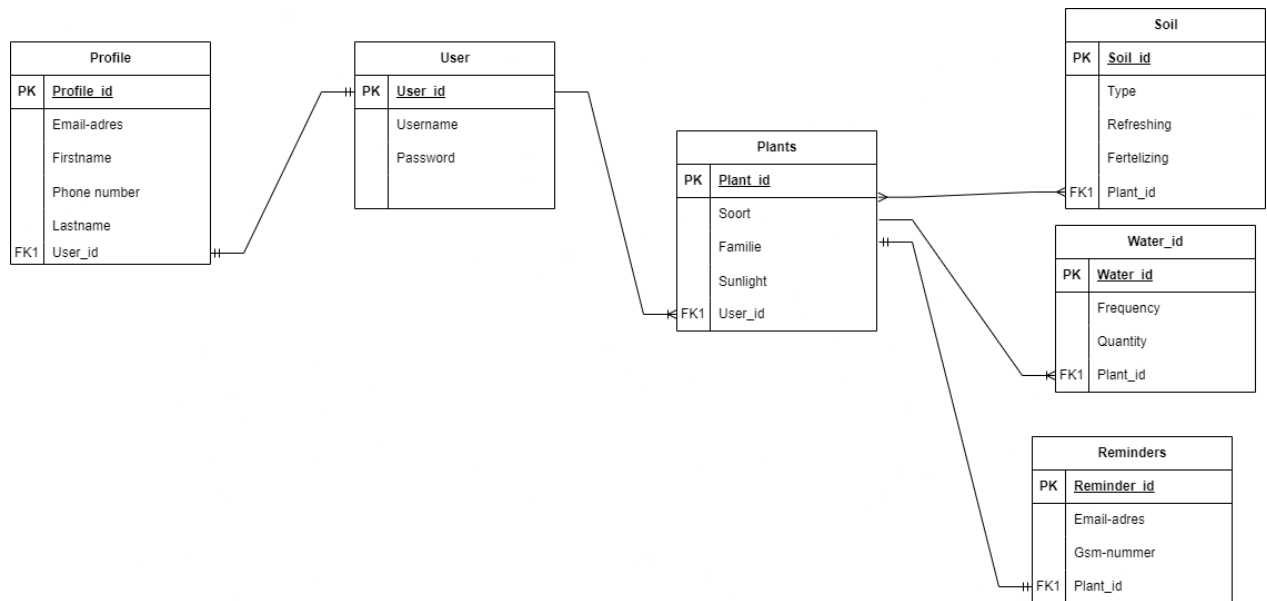 Profile
PK Profile_id
Email-adres
Firstname
Phone number
Lastname
FK1 User_id
User
PK User_id
Username
Password
Plants
PK Plant_id
Soort
Familie
Sunlight
FK1 User_id
Soil
PK Soil_id
Type
Refreshing
Fertelizing
FK1 Plant_id
Water_id
PK Water_id
Frequency
Quantity
FK1 Plant_id
Reminders
PK Reminder_id
Email-adres
Gsm-nummer
FK1 Plant_id